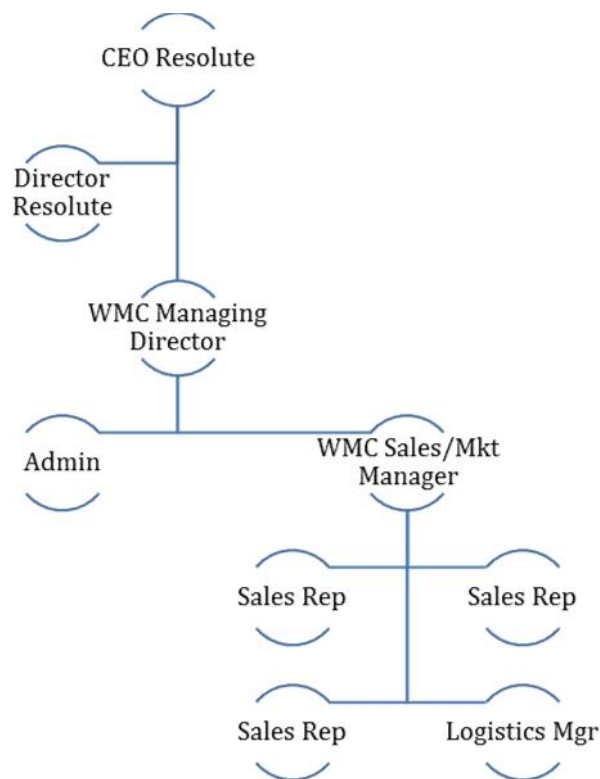 CEO Resolute
Director
Resolute
WMC Managing
Director
Admin
WMC Sales/Mkt
Manager
Sales Rep
Sales Rep
Sales Rep
Logistics Mgr